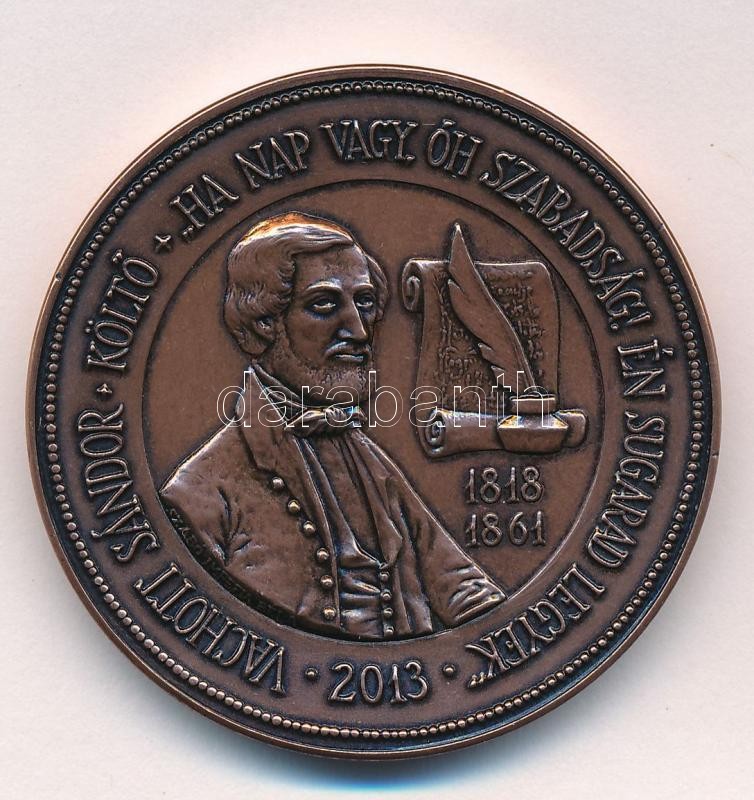 VACHOTT SÁNDOR + KÖLTŐ + „HA NAP VAGY, ÓH SZABADSÁG! ÉN SUGARAD LEGYEK„
· 2013 ·
1818
1861
darabanth